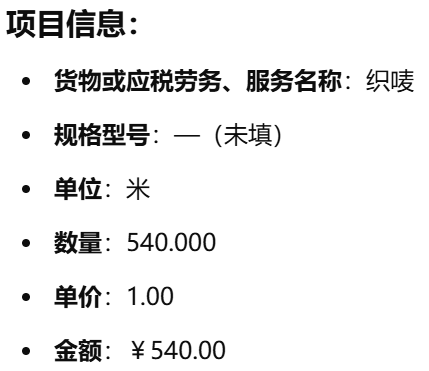 项目信息：
• 货物或应税劳务、服务名称：织唛
• 规格型号：—（未填）
• 单位：米
• 数量：540.000
• 单价：1.00
• 金额：￥540.00